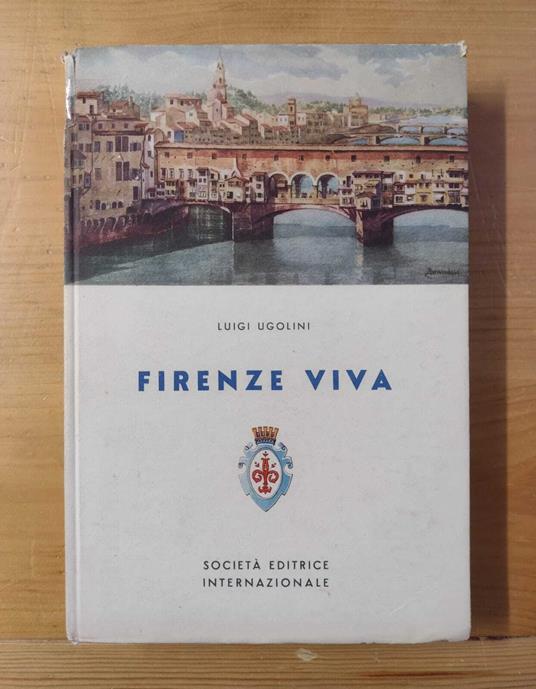 LUIGI UGOLINI
FIRENZE VIVA
SOCIETÀ EDITRICE
INTERNAZIONALE